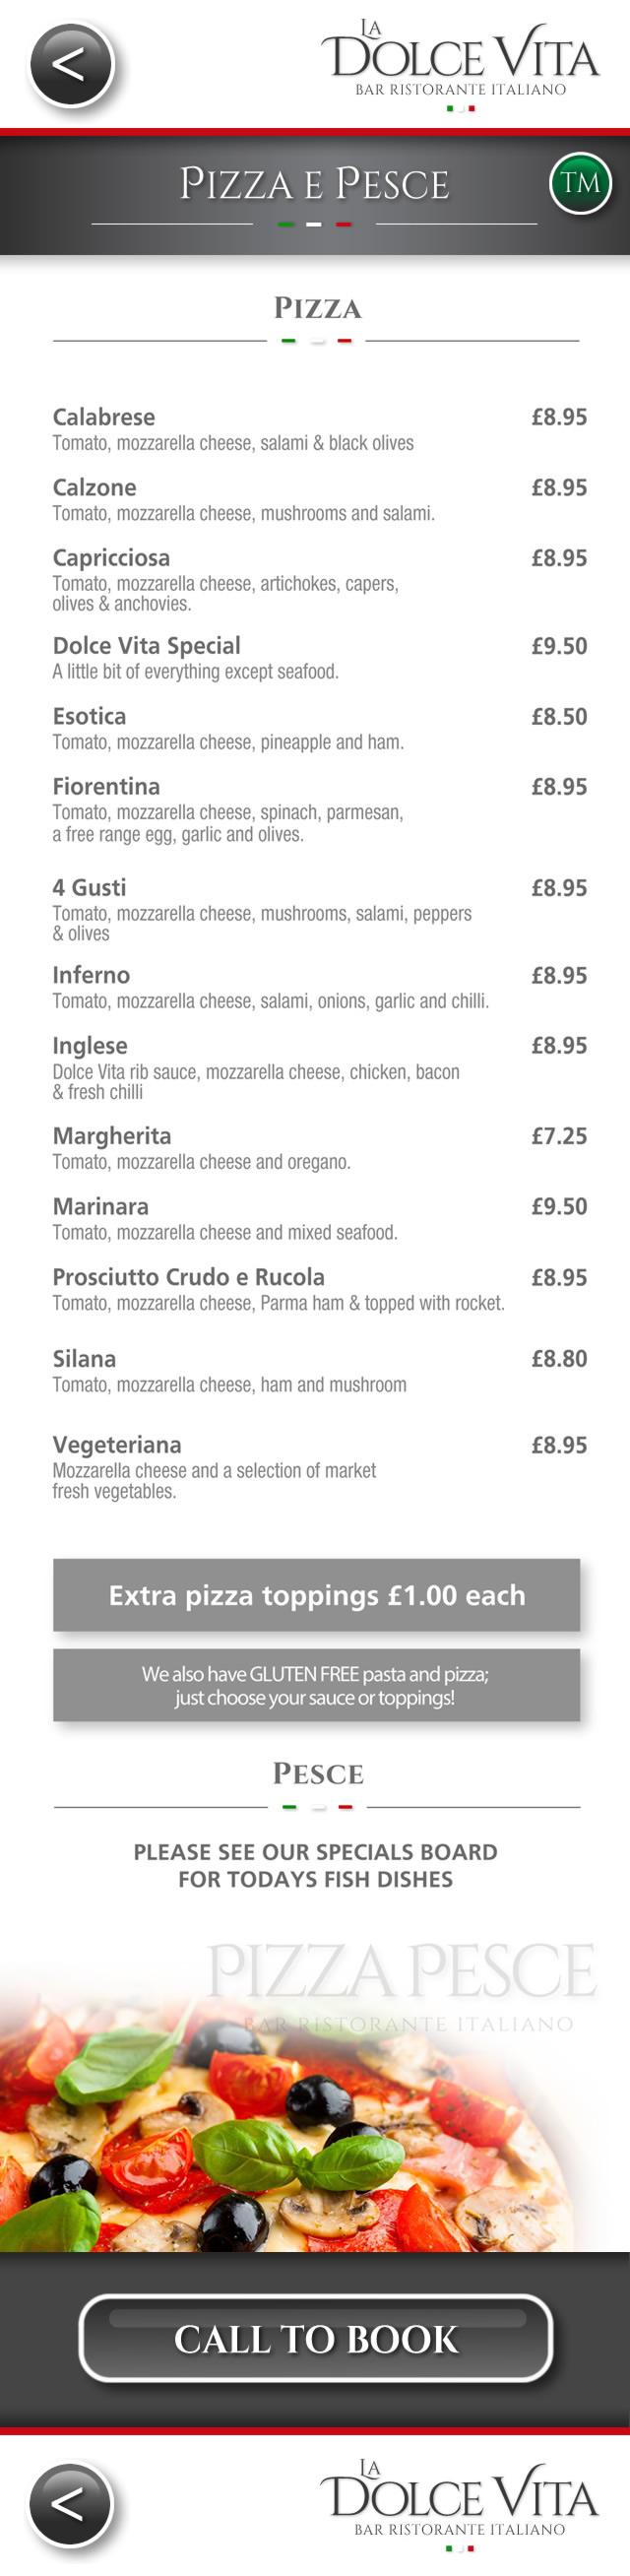 <
LA
DOLCE VITA
BAR RISTORANTE ITALIANO
PIZZA E PESCE
TM
PIZZA
Calabrese £8.95
Tomato, mozzarella cheese, salami & black olives
Calzone £8.95
Tomato, mozzarella cheese, mushrooms and salami.
Capricciosa £8.95
Tomato, mozzarella cheese, artichokes, capers,
olives & anchovies.
Dolce Vita Special £9.50
A little bit of everything except seafood.
Esotica £8.50
Tomato, mozzarella cheese, pineapple and ham.
Fiorentina £8.95
Tomato, mozzarella cheese, spinach, parmesan,
a free range egg, garlic and olives.
4 Gusti £8.95
Tomato, mozzarella cheese, mushrooms, salami, peppers
& olives
Inferno £8.95
Tomato, mozzarella cheese, salami, onions, garlic and chilli.
Inglese £8.95
Dolce Vita rib sauce, mozzarella cheese, chicken, bacon
& fresh chilli
Margherita £7.25
Tomato, mozzarella cheese and oregano.
Marinara £9.50
Tomato, mozzarella cheese and mixed seafood.
Prosciutto Crudo e Rucola £8.95
Tomato, mozzarella cheese, Parma ham & topped with rocket.
Silana £8.80
Tomato, mozzarella cheese, ham and mushroom
Vegeteriana £8.95
Mozzarella cheese and a selection of market
fresh vegetables.
Extra pizza toppings £1.00 each
We also have GLUTEN FREE pasta and pizza;
just choose your sauce or toppings!
PESCE
PLEASE SEE OUR SPECIALS BOARD
FOR TODAYS FISH DISHES
PIZZA PESCE
BAR RISTORANTE ITALIANO
CALL TO BOOK
<
LA
DOLCE VITA
BAR RISTORANTE ITALIANO